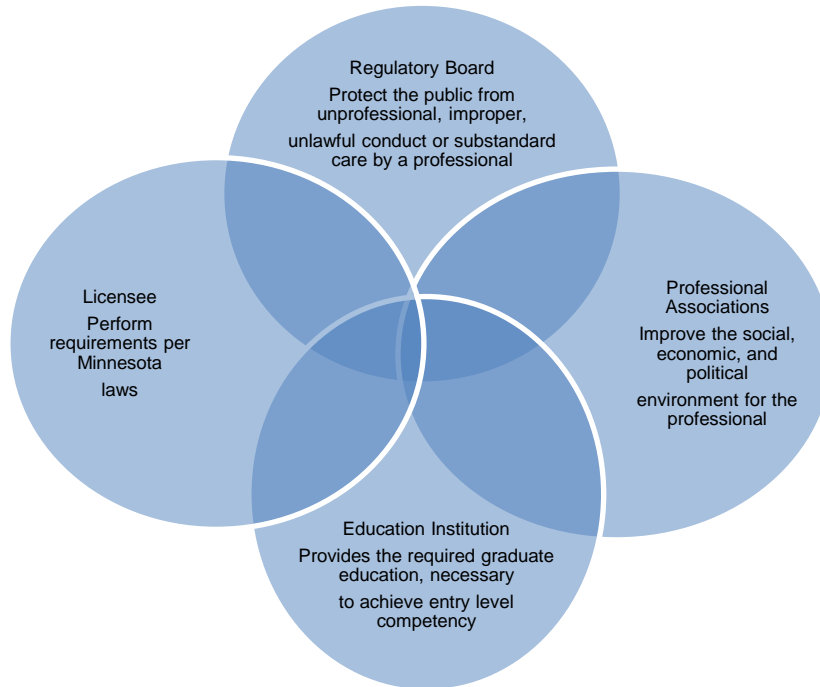 Regulatory Board
Protect the public from
unprofessional, improper,
unlawful conduct or substandard
care by a professional
Licensee
Perform
requirements per
Minnesota
laws
Professional
Associations
Improve the social,
economic, and
political
environment for the
professional
Education Institution
Provides the required graduate
education, necessary
to achieve entry level
competency